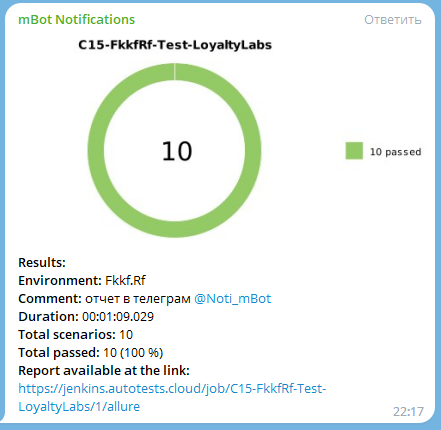 mBot Notifications
Ответить
C15-FkkfRf-Test-LoyaltyLabs
10
10 passed
Results:
Environment: Fkkf.Rf
Comment: отчет в телеграм @Noti_mBot
Duration: 00:01:09.029
Total scenarios: 10
Total passed: 10 (100 %)
Report available at the link:
https://jenkins.autotests.cloud/job/C15-FkkfRf-Test-
LoyaltyLabs/1/allure
22:17